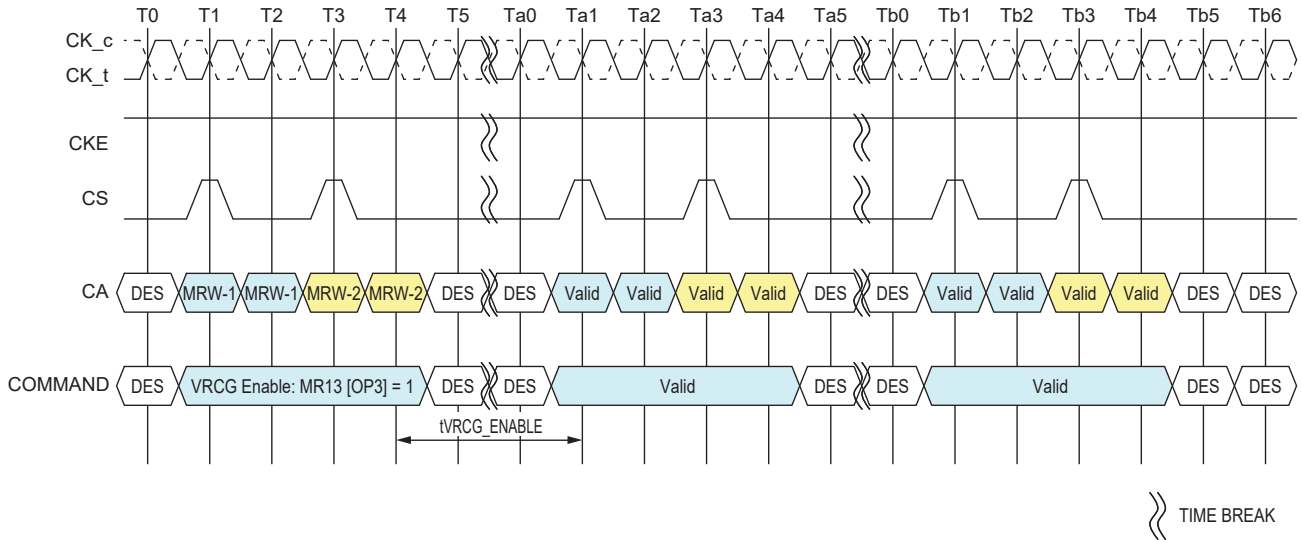 T0 T1 T2 T3 T4 T5 Ta0 Ta1 Ta2 Ta3 Ta4 Ta5 Tb0 Tb1 Tb2 Tb3 Tb4 Tb5 Tb6
CK_c
CK_t
CKE
CS
CA DES MRW-1 MRW-1 MRW-2 MRW-2 DES DES Valid Valid Valid Valid DES DES Valid Valid Valid Valid DES DES
COMMAND DES VRCG Enable: MR13 [OP3] = 1 DES DES Valid DES DES Valid DES DES
tVRCG_ENABLE
TIME BREAK